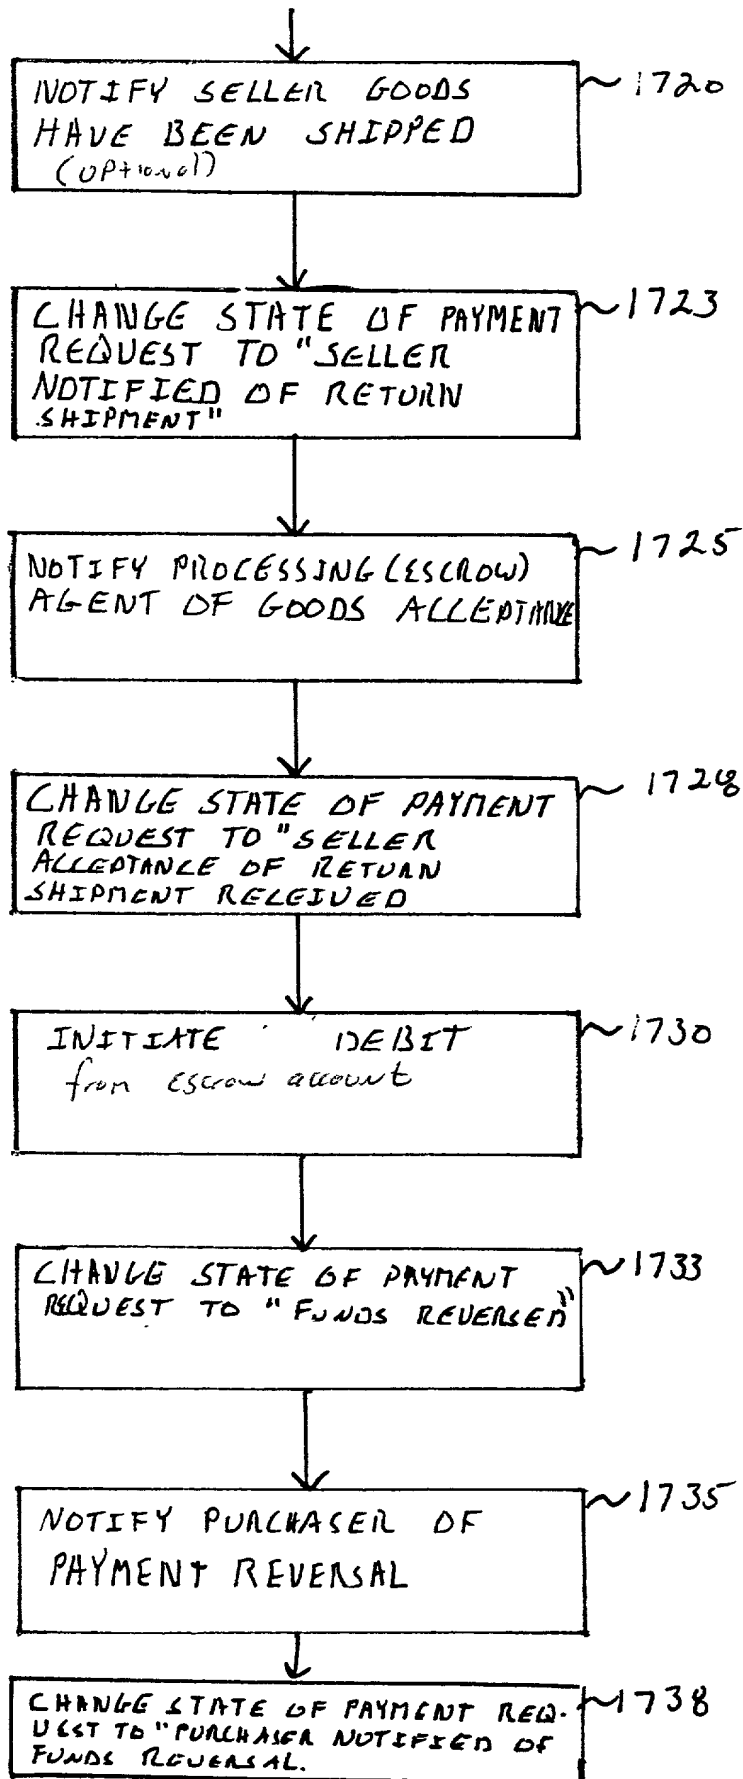 NOTIFY SELLER GOODS
HAVE BEEN SHIPPED
(optional)
1720
CHANGE STATE OF PAYMENT
REQUEST TO "SELLER
NOTIFIED OF RETURN
SHIPMENT"
1723
NOTIFY PROCESSING (ESCROW)
AGENT OF GOODS ACCEPTANCE
1725
CHANGE STATE OF PAYMENT
REQUEST TO "SELLER
ACCEPTANCE OF RETURN
SHIPMENT RECEIVED
1728
INITIATE DEBIT
from escrow account
1730
CHANGE STATE OF PAYMENT
REQUEST TO "FUNDS REVERSED"
1733
NOTIFY PURCHASER OF
PAYMENT REVERSAL
1735
CHANGE STATE OF PAYMENT REQ-
UEST TO "PURCHASER NOTIFIED OF
FUNDS REVERSAL.
1738